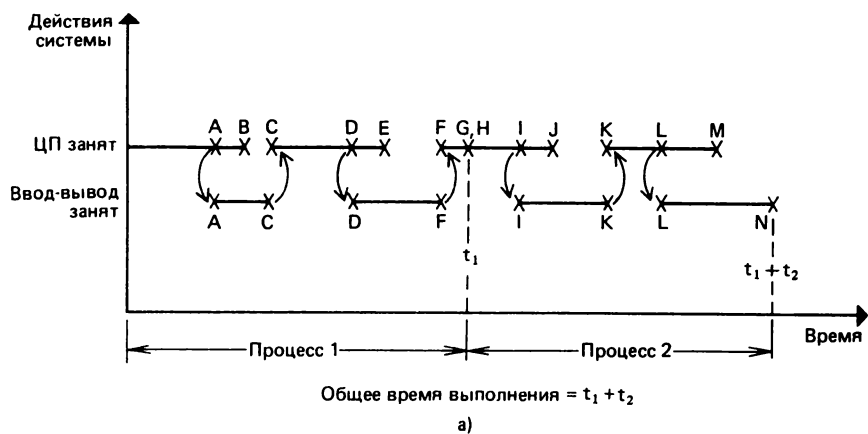 Действия
системы
A B C D E F G,H I J K L M
ЦП занят
Ввод-вывод
занят
A C D F I K L N
t₁
t₁ + t₂
Время
Процесс 1
Процесс 2
Общее время выполнения = t₁ + t₂
а)